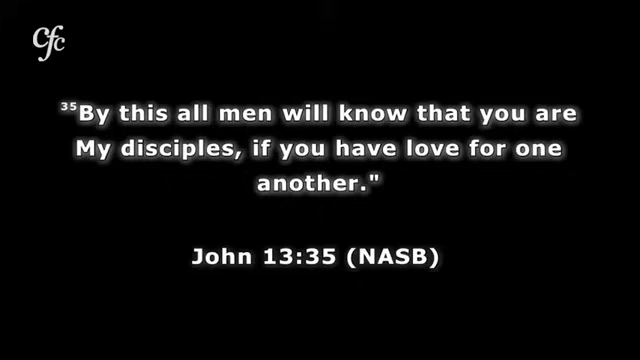 cfc
³⁵By this all men will know that you are
My disciples, if you have love for one
another."
John 13:35 (NASB)